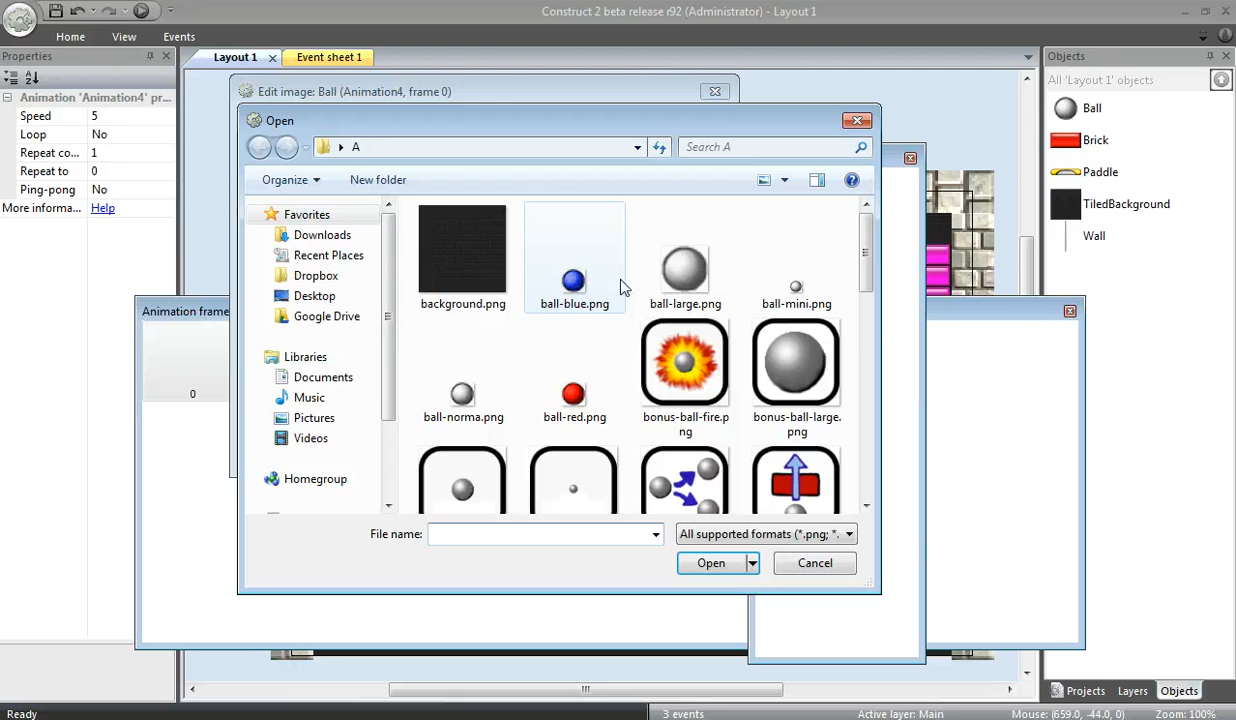 Construct 2 beta release r92 (Administrator) - Layout 1
Home View Events
Properties
Layout 1
Event sheet 1
Objects
Animation 'Animation4' pr...
Speed 5
Loop No
Repeat co... 1
Repeat to 0
Ping-pong No
More informa... Help
Edit image: Ball (Animation4, frame 0)
Open
A
Search A
Organize
New folder
Favorites
Downloads
Recent Places
Dropbox
Desktop
Google Drive
Libraries
Documents
Music
Pictures
Videos
Homegroup
background.png
ball-blue.png
ball-large.png
ball-mini.png
ball-norma.png
ball-red.png
bonus-ball-fire.p
ng
bonus-ball-large.
png
File name:
All supported formats (*.png; *.
Open
Cancel
Animation frame
0
All 'Layout 1' objects
Ball
Brick
Paddle
TiledBackground
Wall
Projects Layers Objects
Ready
3 events
Active layer: Main
Mouse: (659.0, -44.0, 0)
Zoom: 100%